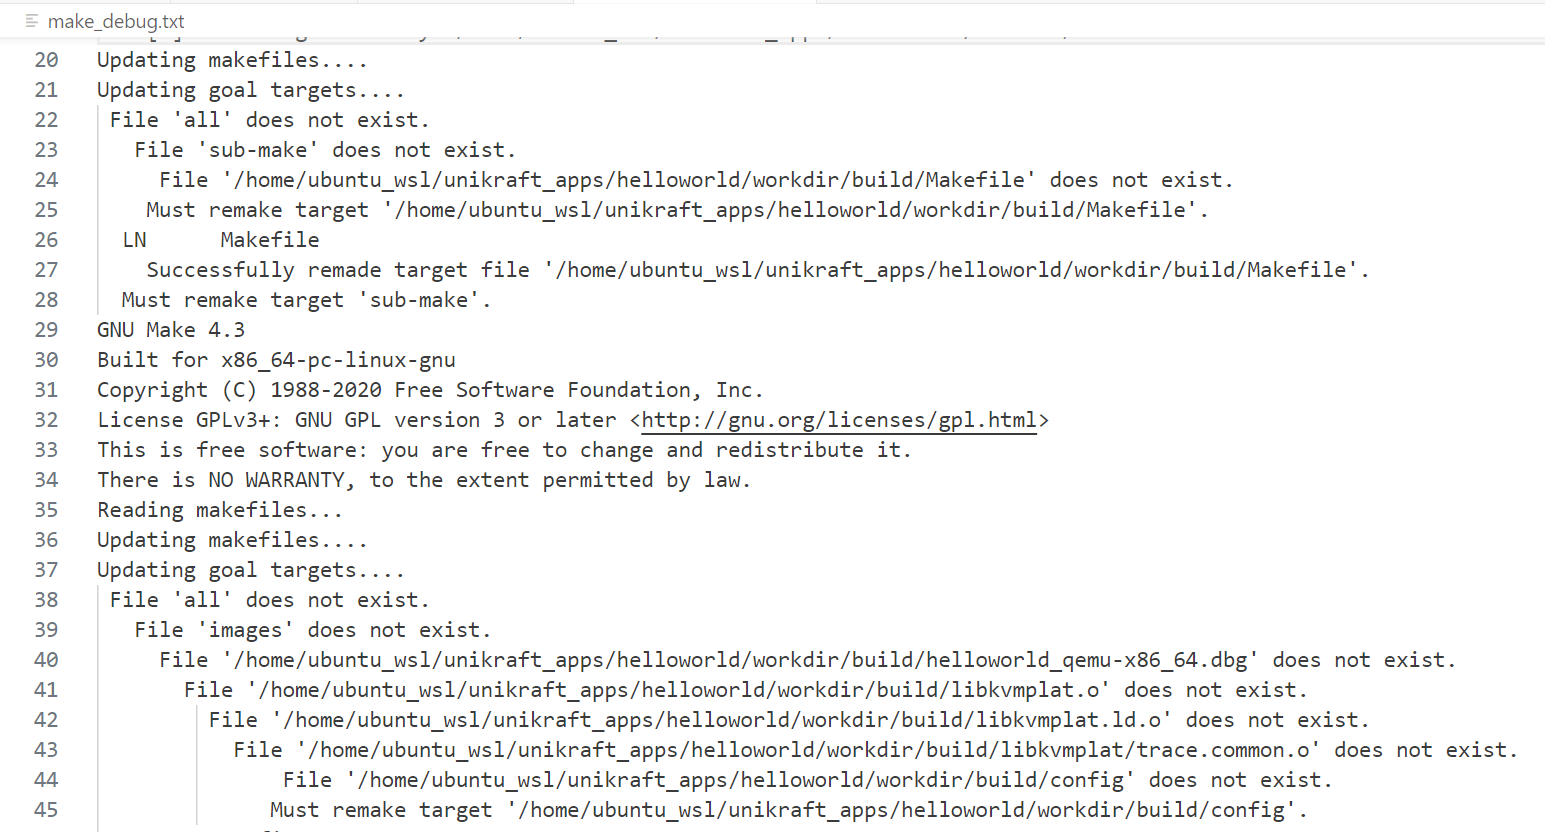 make_debug.txt
20 Updating makefiles....
21 Updating goal targets....
22 File 'all' does not exist.
23 File 'sub-make' does not exist.
24 File '/home/ubuntu_wsl/unikraft_apps/helloworld/workdir/build/Makefile' does not exist.
25 Must remake target '/home/ubuntu_wsl/unikraft_apps/helloworld/workdir/build/Makefile'.
26 LN      Makefile
27 Successfully remade target file '/home/ubuntu_wsl/unikraft_apps/helloworld/workdir/build/Makefile'.
28 Must remake target 'sub-make'.
29 GNU Make 4.3
30 Built for x86_64-pc-linux-gnu
31 Copyright (C) 1988-2020 Free Software Foundation, Inc.
32 License GPLv3+: GNU GPL version 3 or later <http://gnu.org/licenses/gpl.html>
33 This is free software: you are free to change and redistribute it.
34 There is NO WARRANTY, to the extent permitted by law.
35 Reading makefiles...
36 Updating makefiles....
37 Updating goal targets....
38 File 'all' does not exist.
39 File 'images' does not exist.
40 File '/home/ubuntu_wsl/unikraft_apps/helloworld/workdir/build/helloworld_qemu-x86_64.dbg' does not exist.
41 File '/home/ubuntu_wsl/unikraft_apps/helloworld/workdir/build/libkvmplat.o' does not exist.
42 File '/home/ubuntu_wsl/unikraft_apps/helloworld/workdir/build/libkvmplat.ld.o' does not exist.
43 File '/home/ubuntu_wsl/unikraft_apps/helloworld/workdir/build/libkvmplat/trace.common.o' does not exist.
44 File '/home/ubuntu_wsl/unikraft_apps/helloworld/workdir/build/config' does not exist.
45 Must remake target '/home/ubuntu_wsl/unikraft_apps/helloworld/workdir/build/config'.